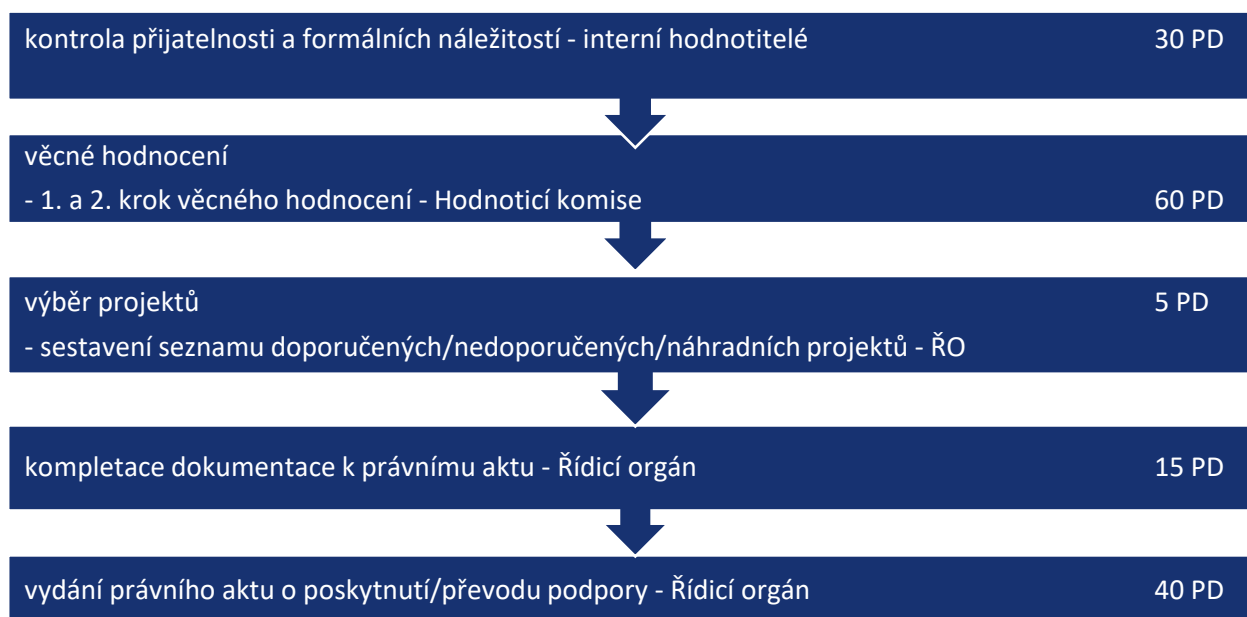 kontrola přijatelnosti a formálních náležitostí - interní hodnotitelé 30 PD
věcné hodnocení
- 1. a 2. krok věcného hodnocení - Hodnoticí komise 60 PD
výběr projektů 5 PD
- sestavení seznamu doporučených/nedoporučených/náhradních projektů - ŘO
kompletace dokumentace k právnímu aktu - Řídicí orgán 15 PD
vydání právního aktu o poskytnutí/převodu podpory - Řídicí orgán 40 PD